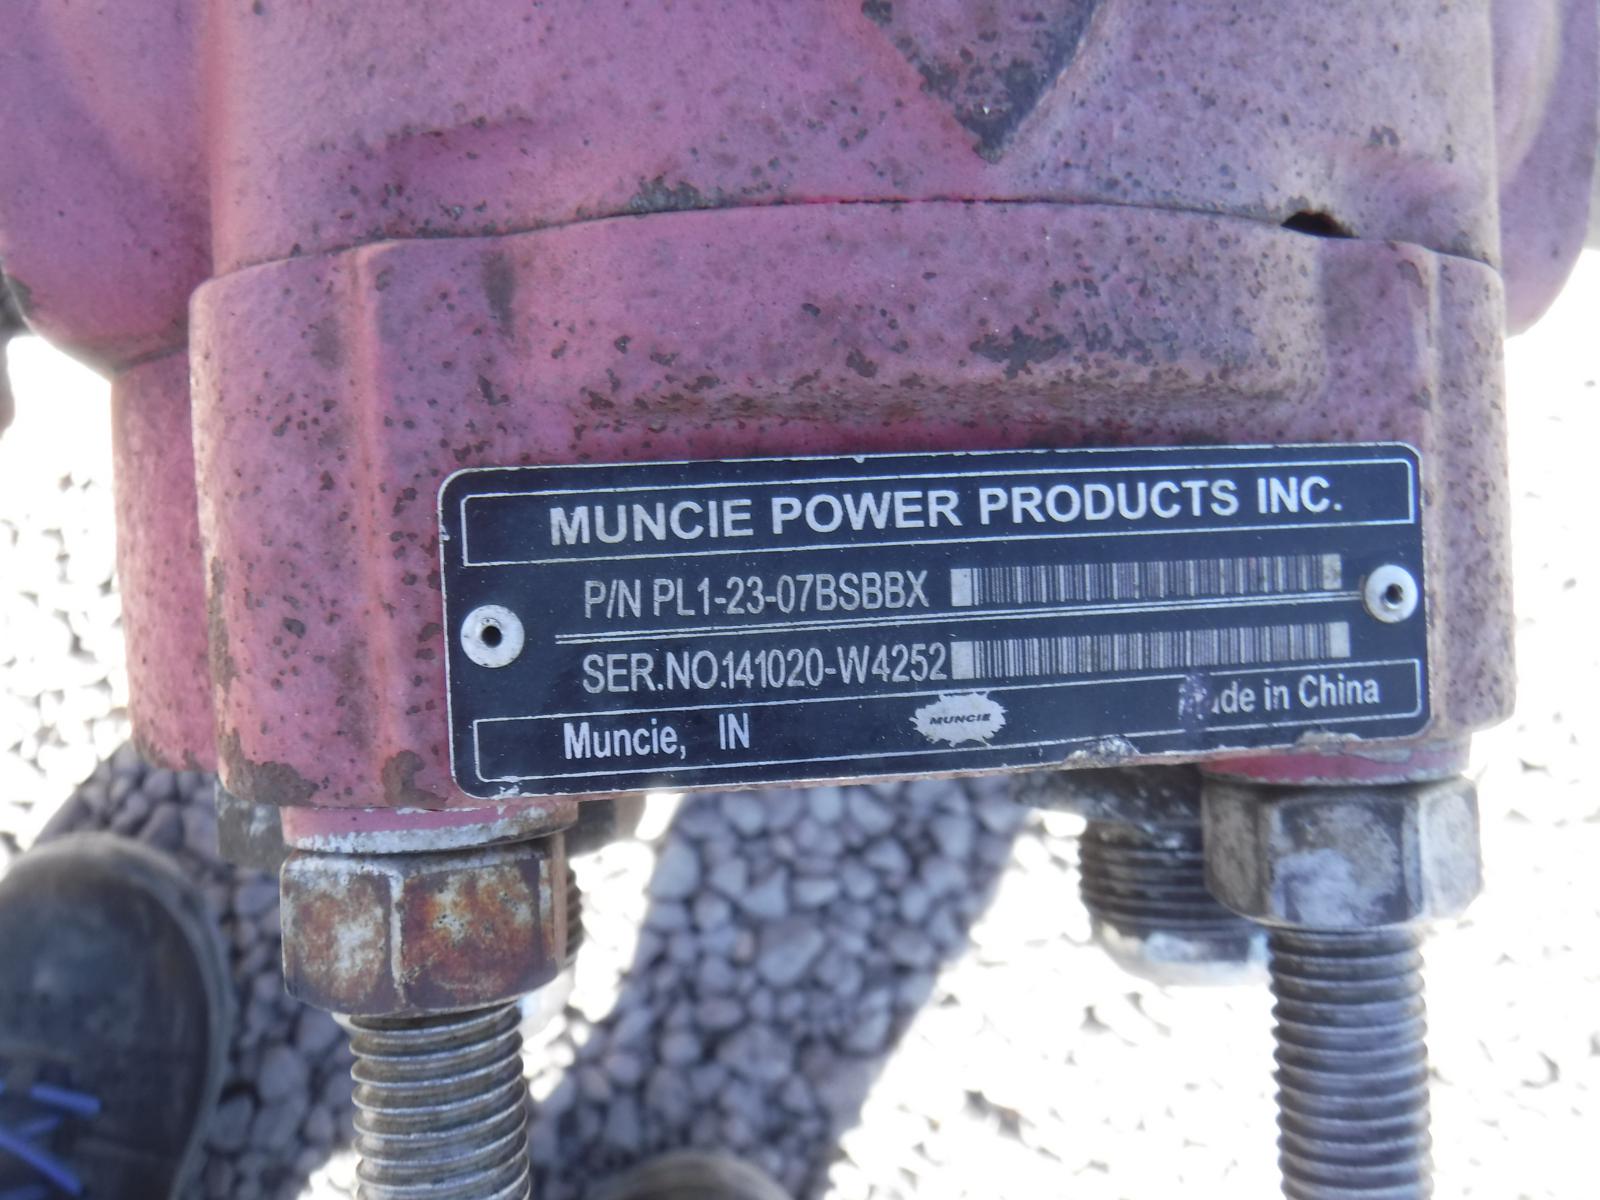 MUNCIE POWER PRODUCTS INC.
P/N PL1-23-07BSBBX
SER.NO.141020-W4252
Muncie, IN
MUNCIE
in China